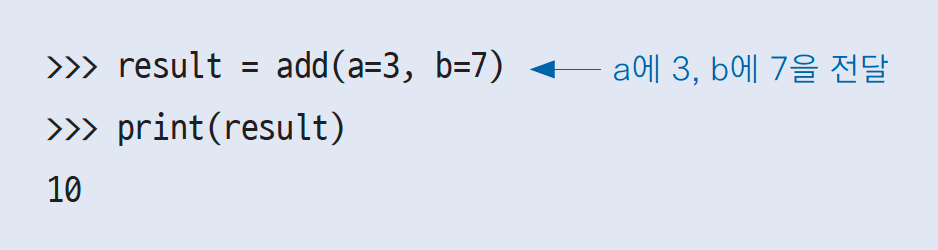 >>> result = add(a=3, b=7) a에 3, b에 7을 전달
>>> print(result)
10